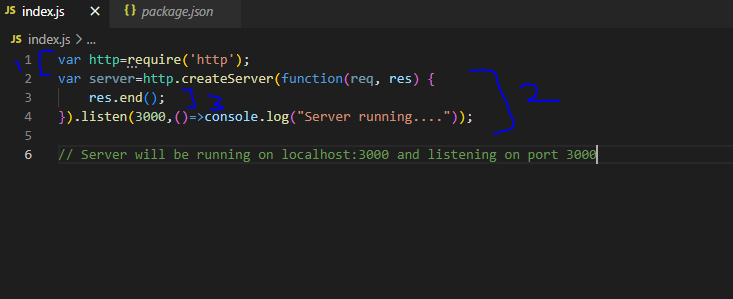 JS index.js × {} package.json
JS index.js > ...
1 var http=require('http');
2 var server=http.createServer(function(req, res) {
3 res.end();
4 }).listen(3000,()=>console.log("Server running...."));
5
6 // Server will be running on localhost:3000 and listening on port 3000
1
2
3